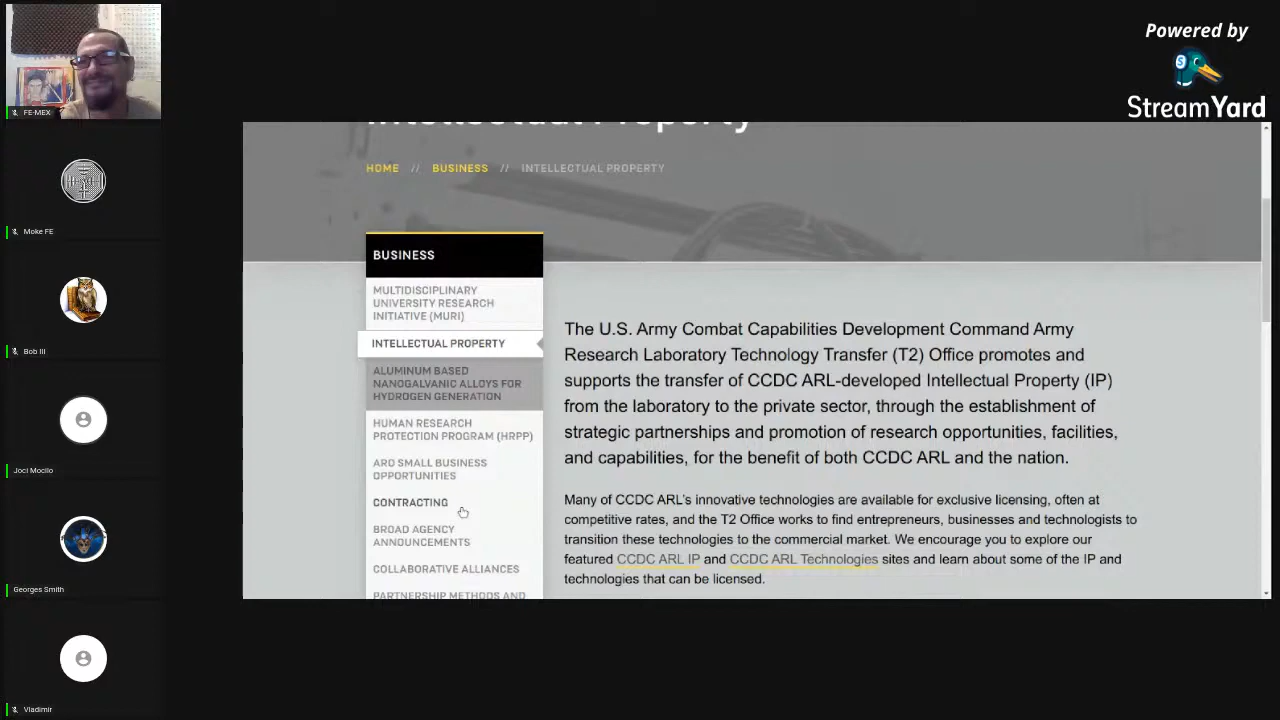 Powered by
StreamYard
FE-MEX
Moke FE
Bob III
Joci Mocilo
Georges Smith
Vladimir
Intellectual Property
HOME // BUSINESS // INTELLECTUAL PROPERTY
BUSINESS
MULTIDISCIPLINARY
UNIVERSITY RESEARCH
INITIATIVE (MURI)
INTELLECTUAL PROPERTY
ALUMINUM BASED
NANOGALVANIC ALLOYS FOR
HYDROGEN GENERATION
HUMAN RESEARCH
PROTECTION PROGRAM (HRPP)
ARO SMALL BUSINESS
OPPORTUNITIES
CONTRACTING
BROAD AGENCY
ANNOUNCEMENTS
COLLABORATIVE ALLIANCES
PARTNERSHIP METHODS AND
The U.S. Army Combat Capabilities Development Command Army
Research Laboratory Technology Transfer (T2) Office promotes and
supports the transfer of CCDC ARL-developed Intellectual Property (IP)
from the laboratory to the private sector, through the establishment of
strategic partnerships and promotion of research opportunities, facilities,
and capabilities, for the benefit of both CCDC ARL and the nation.
Many of CCDC ARL's innovative technologies are available for exclusive licensing, often at
competitive rates, and the T2 Office works to find entrepreneurs, businesses and technologists to
transition these technologies to the commercial market. We encourage you to explore our
featured CCDC ARL IP and CCDC ARL Technologies sites and learn about some of the IP and
technologies that can be licensed.